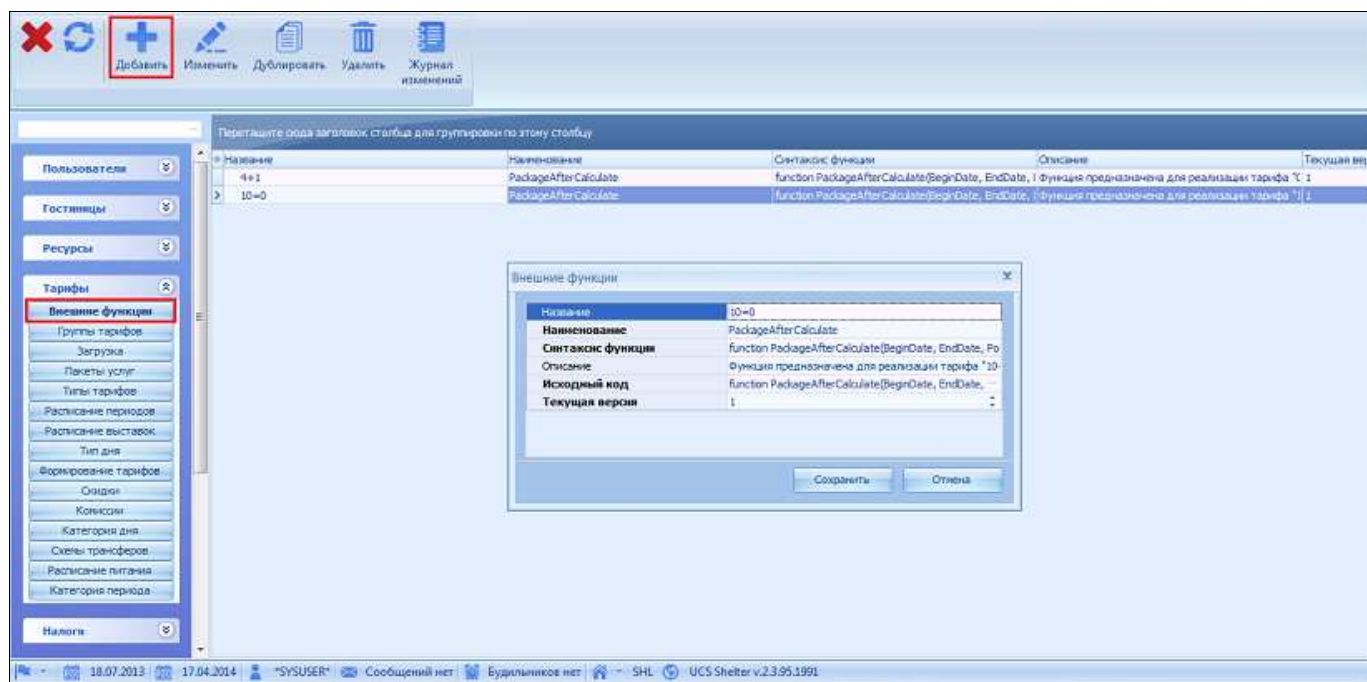 Добавить
Изменить
Дублировать
Удалить
Журнал изменений
Перетащите сюда заголовок столбца для группировки по этому столбцу
Название Наименование Синтаксис функции Описание Текущая вер
4+1 PackageAfterCalculate function PackageAfterCalculate(BeginDate, EndDate, Функция предназначена для реализации тарифа 1
10=0 PackageAfterCalculate function PackageAfterCalculate(BeginDate, EndDate, Функция предназначена для реализации тарифа 1
Пользователи
Гостиницы
Ресурсы
Тарифы
Внешние функции
Группы тарифов
Загрузка
Пакеты услуг
Типы тарифов
Расписание периодов
Расписание выставок
Тип дня
Формирование тарифов
Скидки
Комиссии
Категория дня
Схемы трансферов
Расписание питания
Категория периода
Налоги
Внешние функции
Название 10=0
Наименование PackageAfterCalculate
Синтаксис функции function PackageAfterCalculate(BeginDate, EndDate, Po
Описание Функция предназначена для реализации тарифа "10-
Исходный код function PackageAfterCalculate(BeginDate, EndDate, ...
Текущая версия 1
Сохранить Отмена
18.07.2013 17.04.2014 *SYSUSER* Сообщений нет Будильников нет SHL UCS Shelter v.2.3.95.1991